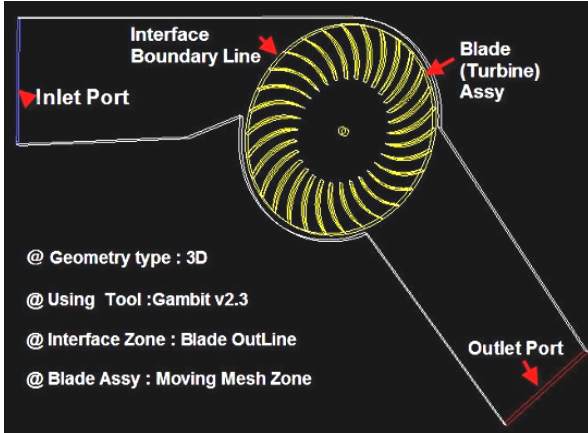 Interface
Boundary Line
Blade
(Turbine)
Assy
Inlet Port
@ Geometry type : 3D
@ Using Tool :Gambit v2.3
@ Interface Zone : Blade OutLine
@ Blade Assy : Moving Mesh Zone
Outlet Port